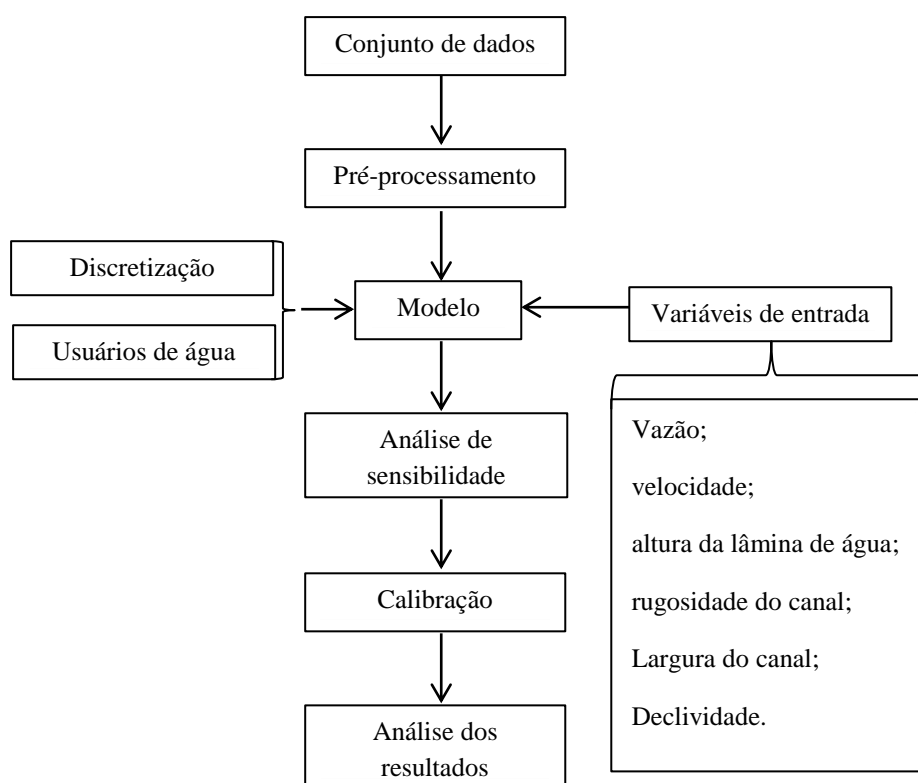 Conjunto de dados
Pré-processamento
Discretização
Usuários de água
Modelo
Variáveis de entrada
Vazão;
velocidade;
altura da lâmina de água;
rugosidade do canal;
Largura do canal;
Declividade.
Análise de
sensibilidade
Calibração
Análise dos
resultados